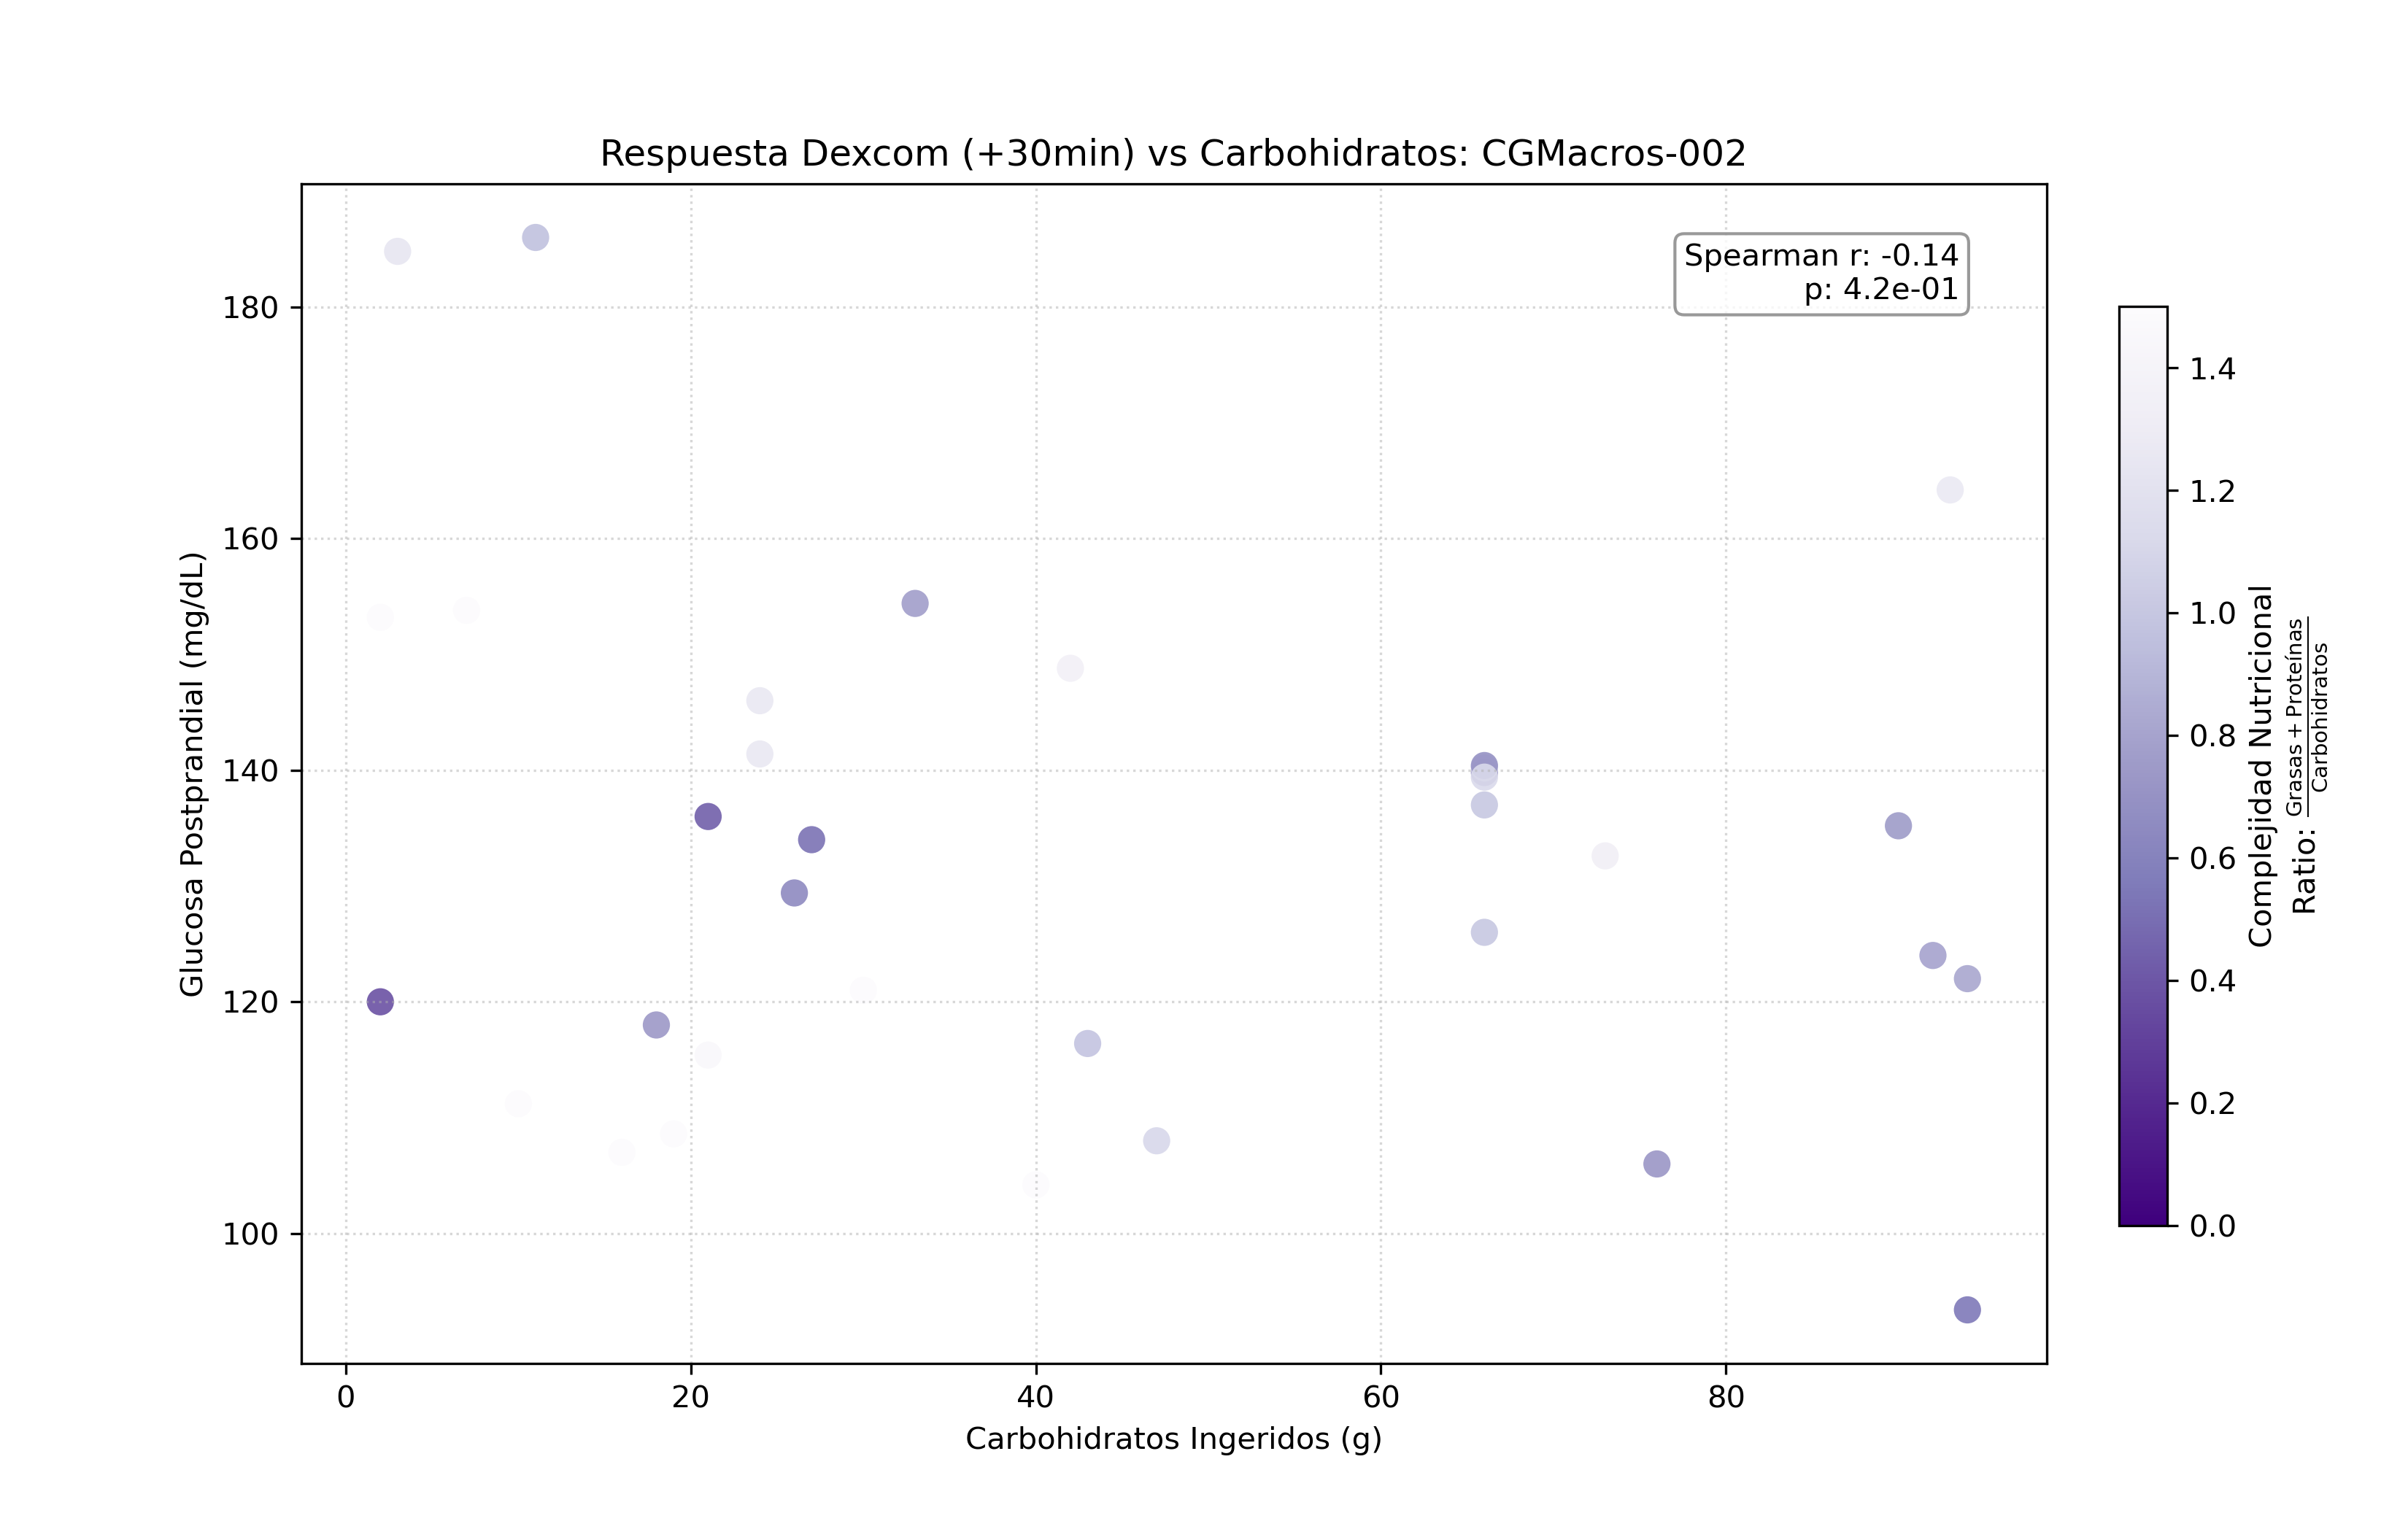 Respuesta Dexcom (+30min) vs Carbohidratos: CGMacros-002
Spearman r: -0.14
p: 4.2e-01
Glucosa Postprandial (mg/dL)
180
160
140
120
100
0
20
40
60
80
Carbohidratos Ingeridos (g)
1.4
1.2
1.0
0.8
0.6
0.4
0.2
0.0
Complejidad Nutricional
Ratio: Grasas + Proteínas
Carbohidratos